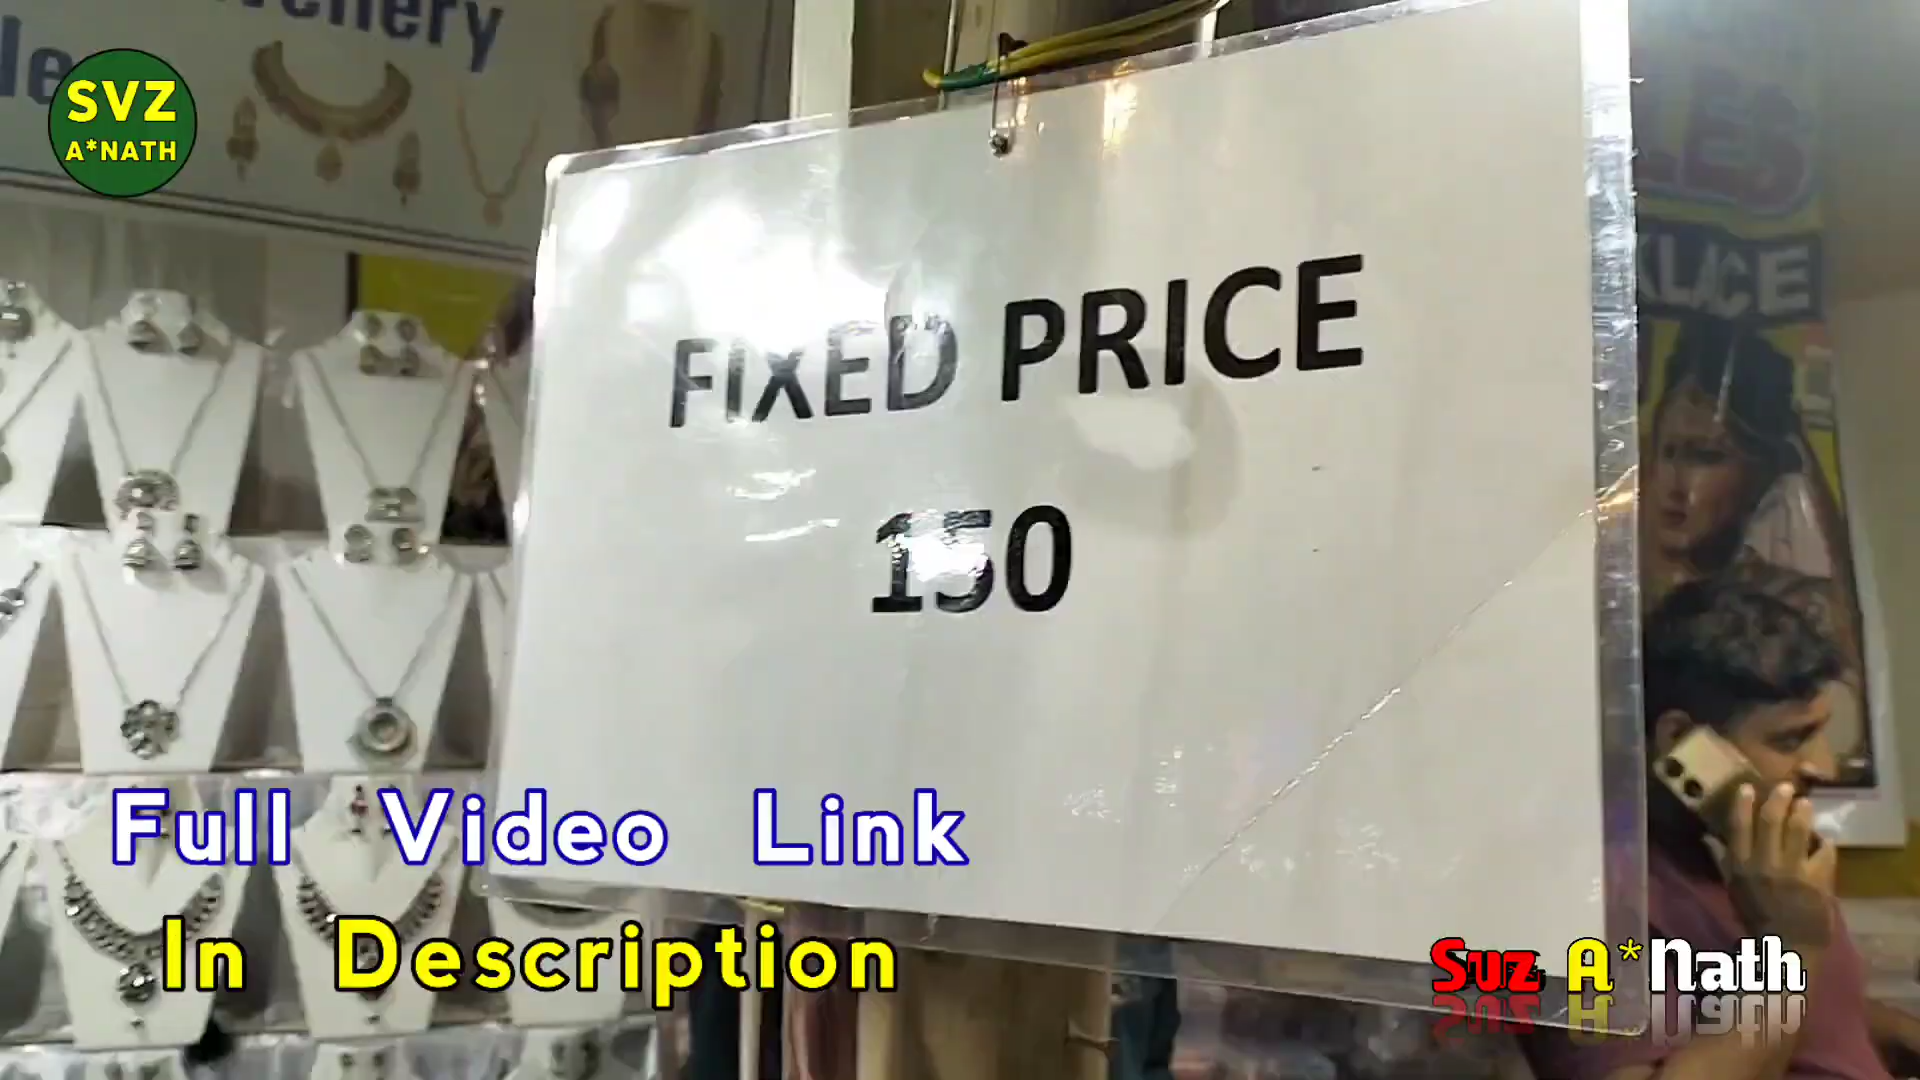 SVZ
A*NATH
FIXED PRICE
150
Full Video Link
In Description
Suz A*Nath